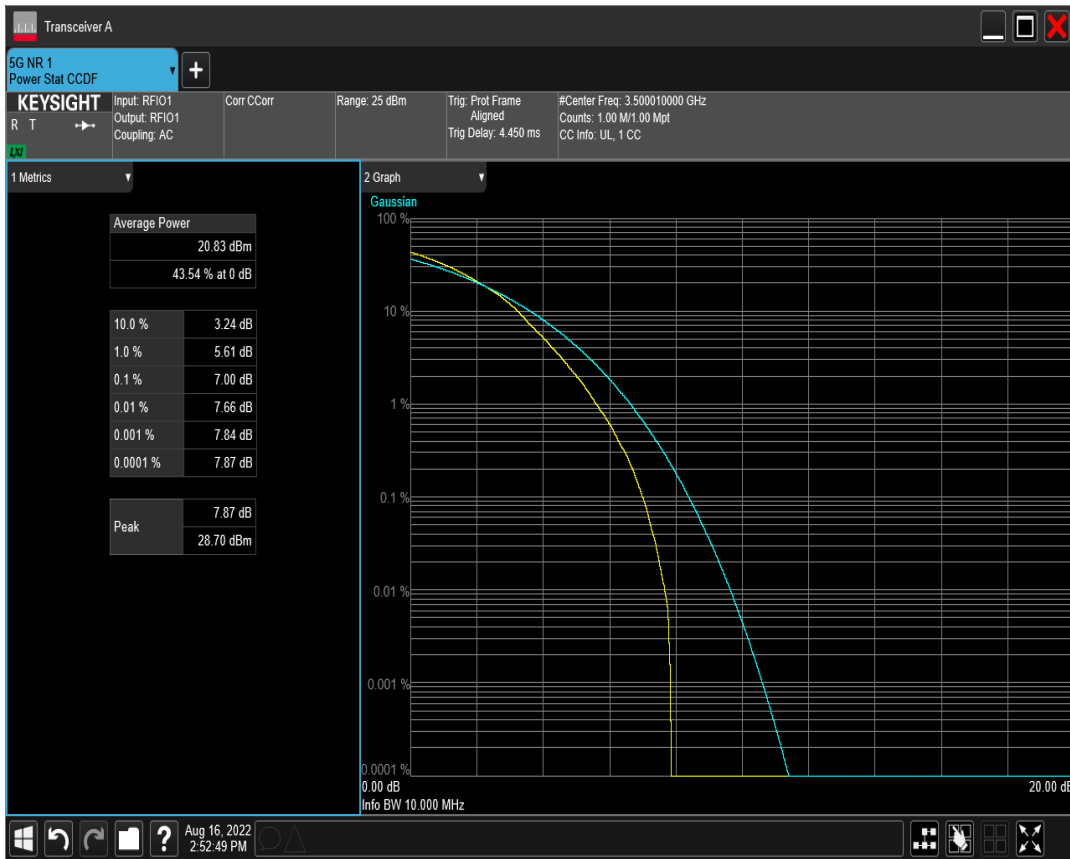 Transceiver A
5G NR 1
Power Stat CCDF
KEYSIGHT
R T
LXI
Input: RFIO1
Output: RFIO1
Coupling: AC
Corr CCorr
Range: 25 dBm
Trig: Prot Frame
Aligned
Trig Delay: 4.450 ms
#Center Freq: 3.500010000 GHz
Counts: 1.00 M/1.00 Mpt
CC Info: UL, 1 CC
1 Metrics
Average Power
20.83 dBm
43.54 % at 0 dB
10.0 % 3.24 dB
1.0 % 5.61 dB
0.1 % 7.00 dB
0.01 % 7.66 dB
0.001 % 7.84 dB
0.0001 % 7.87 dB
Peak
7.87 dB
28.70 dBm
2 Graph
Gaussian
100 %
10 %
1 %
0.1 %
0.01 %
0.001 %
0.0001 %
0.00 dB
20.00 dB
Info BW 10.000 MHz
?
Aug 16, 2022
2:52:49 PM